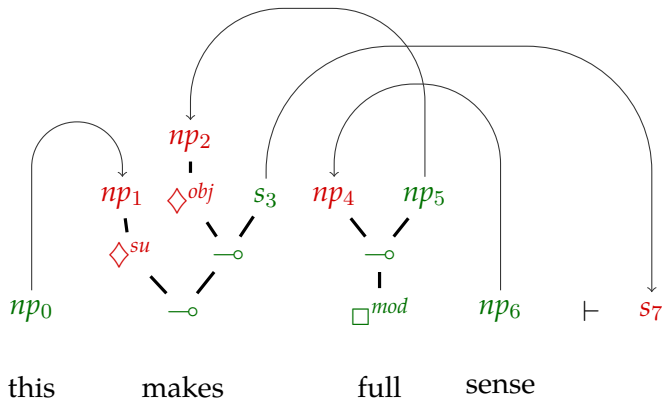 np₂
np₁ ◇ᵒᵇʲ s₃ np₄ np₅
◇ˢᵘ ⊸ ⊸
np₀ ⊸ □ᵐᵒᵈ np₆ ⊢ s₇
this makes full sense